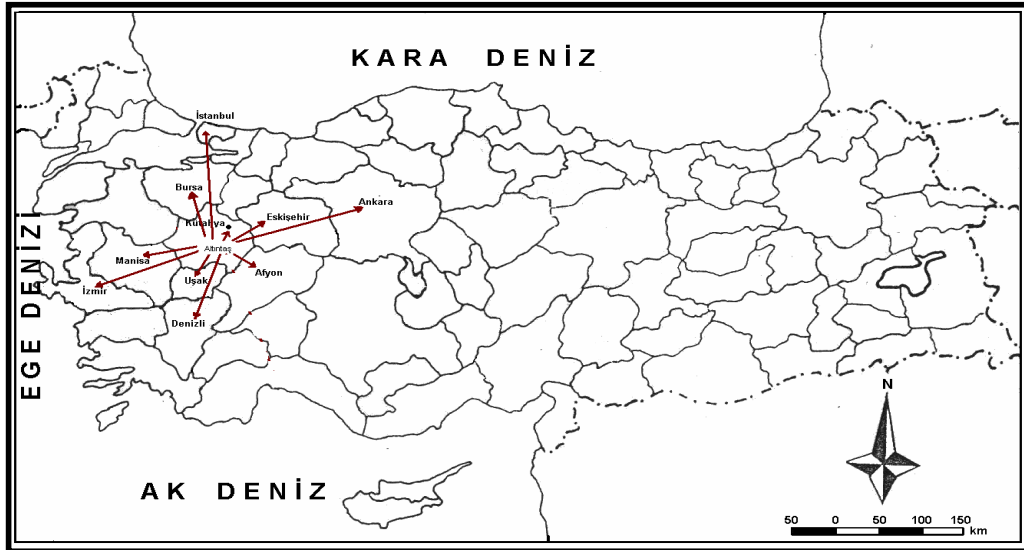 KARA DENİZ
İstanbul
Bursa
Ankara
Kütahya
Eskişehir
Altıntaş
Manisa
Afyon
Uşak
İzmir
Denizli
EGE DENİZİ
N
AK DENİZ
50 0 50 100 150
km